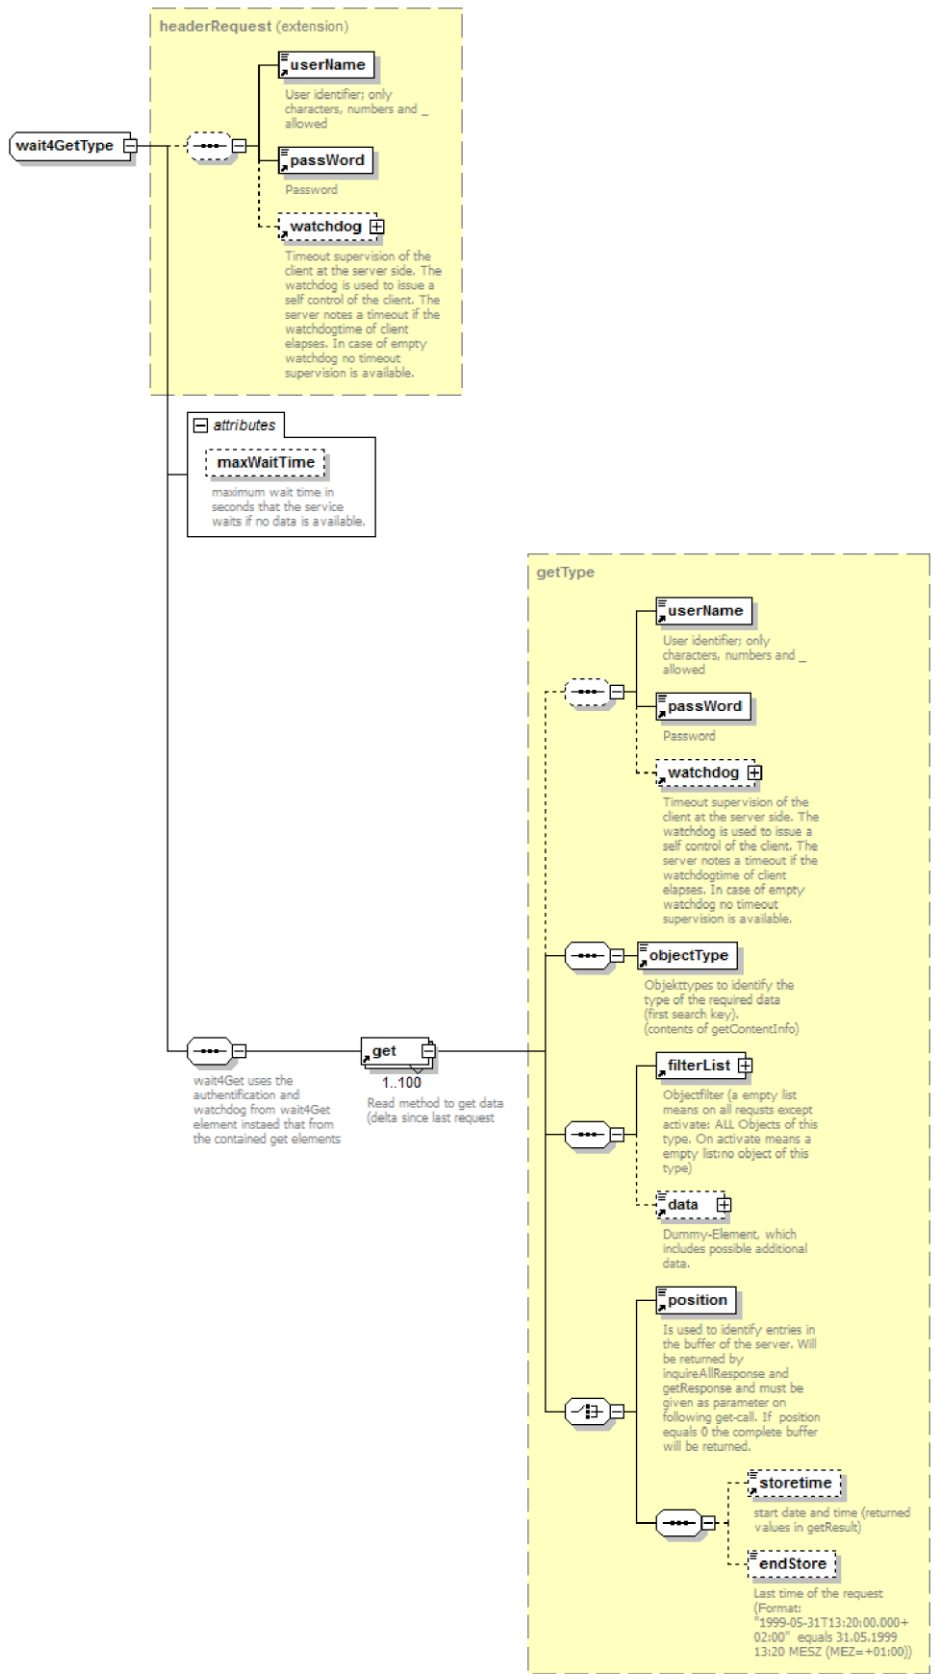 headerRequest (extension)
userName
User identifier; only
characters, numbers and _
allowed
wait4GetType
passWord
Password
watchdog
Timeout supervision of the
client at the server side. The
watchdog is used to issue a
self control of the client. The
server notes a timeout if the
watchdogtime of client
elapses. In case of empty
watchdog no timeout
supervision is available.
attributes
maxWaitTime
maximum wait time in
seconds that the service
waits if no data is available.
getType
userName
User identifier; only
characters, numbers and _
allowed
passWord
Password
watchdog
Timeout supervision of the
client at the server side. The
watchdog is used to issue a
self control of the client. The
server notes a timeout if the
watchdogtime of client
elapses. In case of empty
watchdog no timeout
supervision is available.
objectType
Objekttypes to identify the
type of the required data
(first search key).
(contents of getContentInfo)
get
1..100
Read method to get data
(delta since last request
wait4Get uses the
authentification and
watchdog from wait4Get
element instaed that from
the contained get elements
filterList
Objectfilter (a empty list
means on all requsts except
activate: ALL Objects of this
type. On activate means a
empty list:no object of this
type)
data
Dummy-Element, which
includes possible additional
data.
position
Is used to identify entries in
the buffer of the server. Will
be returned by
inquireAllResponse and
getResponse and must be
given as parameter on
following get-call. If position
equals 0 the complete buffer
will be returned.
storetime
start date and time (returned
values in getResult)
endStore
Last time of the request
(Format:
"1999-05-31T13:20:00.000+
02:00" equals 31.05.1999
13:20 MESZ (MEZ=+01:00))